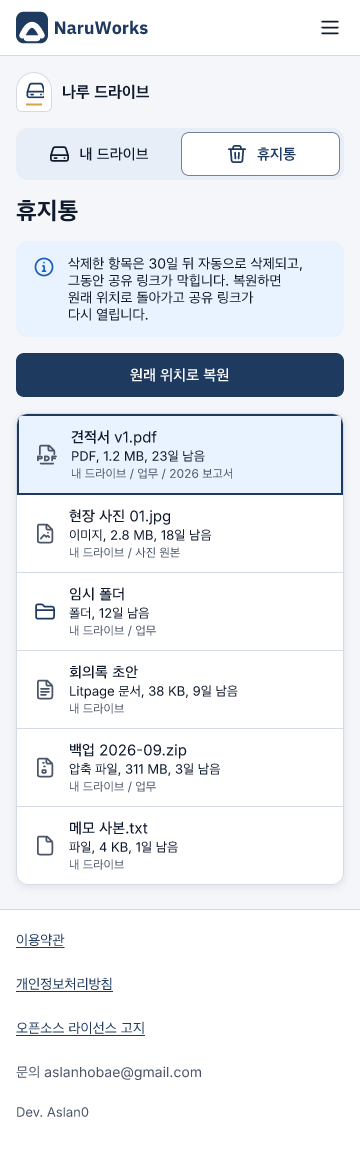 NaruWorks
나루 드라이브
내 드라이브
휴지통
휴지통
삭제한 항목은 30일 뒤 자동으로 삭제되고,
그동안 공유 링크가 막힙니다. 복원하면
원래 위치로 돌아가고 공유 링크가
다시 열립니다.
원래 위치로 복원
PDF
견적서 v1.pdf
PDF, 1.2 MB, 23일 남음
내 드라이브 / 업무 / 2026 보고서
현장 사진 01.jpg
이미지, 2.8 MB, 18일 남음
내 드라이브 / 사진 원본
임시 폴더
폴더, 12일 남음
내 드라이브 / 업무
회의록 초안
Litpage 문서, 38 KB, 9일 남음
내 드라이브
백업 2026-09.zip
압축 파일, 311 MB, 3일 남음
내 드라이브 / 업무
메모 사본.txt
파일, 4 KB, 1일 남음
내 드라이브
이용약관
개인정보처리방침
오픈소스 라이선스 고지
문의 aslanhobae@gmail.com
Dev. Aslan0